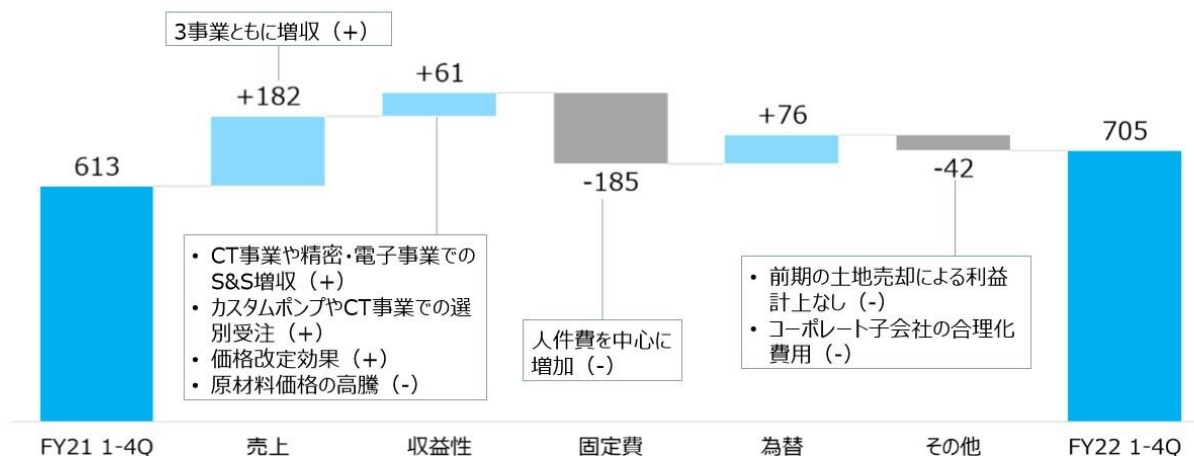 3事業ともに増収（+）
613
+182
+61
-185
+76
-42
705
• CT事業や精密・電子事業での
S&S増収（+）
• カスタムポンプやCT事業での選
別受注（+）
• 価格改定効果（+）
• 原材料価格の高騰（-）
人件費を中心に
増加（-）
• 前期の土地売却による利益
計上なし（-）
• コーポレート子会社の合理化
費用（-）
FY21 1-4Q
売上
収益性
固定費
為替
その他
FY22 1-4Q